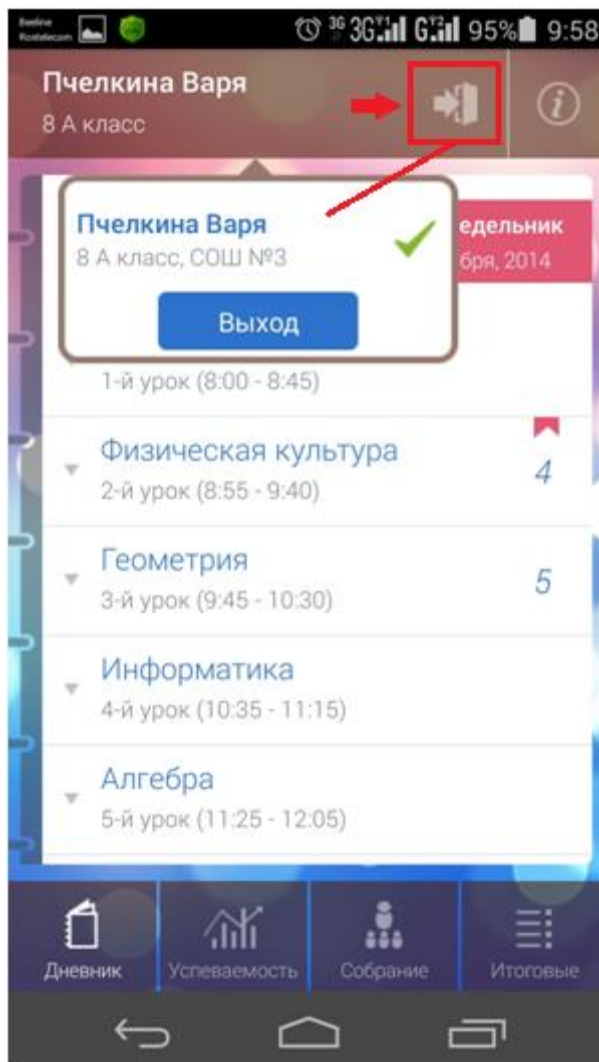 Beeline
Rostelecom
3G 3G G 95% 9:58
Пчелкина Варя
8 А класс
Пчелкина Варя
8 А класс, СОШ №3
едельник
бря, 2014
Выход
1-й урок (8:00 - 8:45)
Физическая культура
4
2-й урок (8:55 - 9:40)
Геометрия
5
3-й урок (9:45 - 10:30)
Информатика
4-й урок (10:35 - 11:15)
Алгебра
5-й урок (11:25 - 12:05)
Дневник Успеваемость Собрание Итоговые